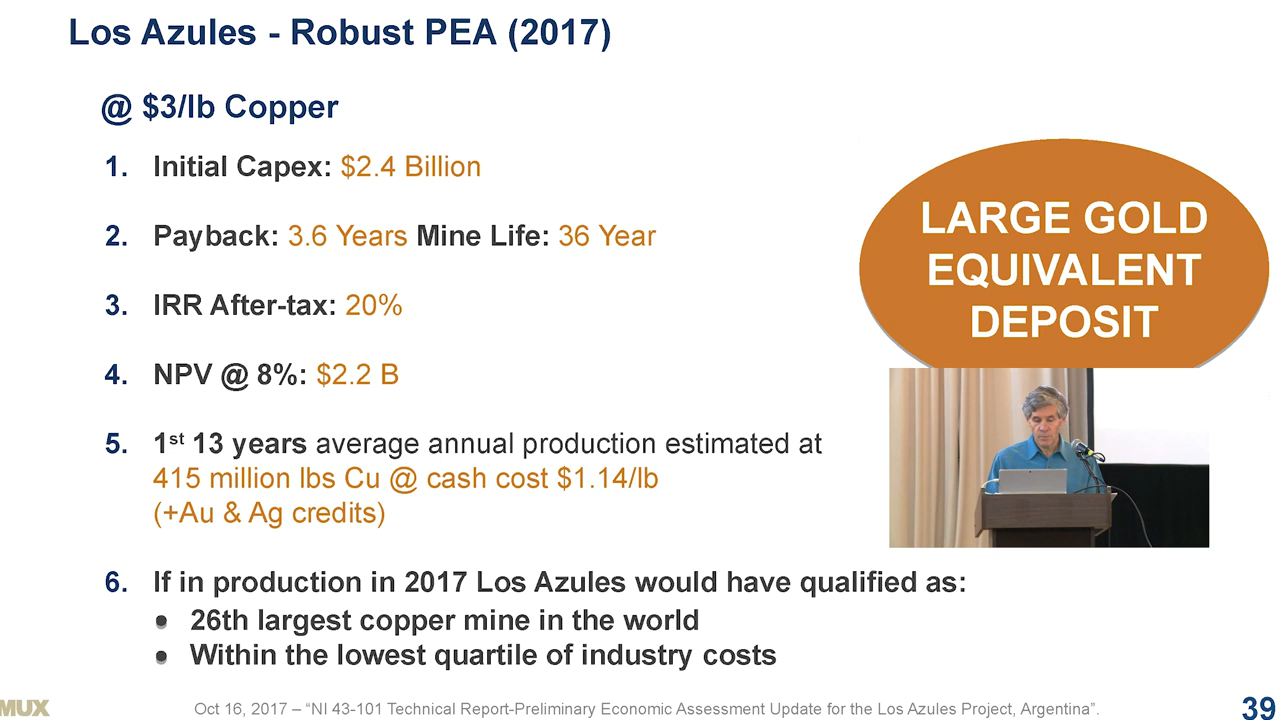 Los Azules - Robust PEA (2017)
@ $3/lb Copper
1. Initial Capex: $2.4 Billion
2. Payback: 3.6 Years Mine Life: 36 Year
3. IRR After-tax: 20%
4. NPV @ 8%: $2.2 B
5. 1st 13 years average annual production estimated at
415 million lbs Cu @ cash cost $1.14/lb
(+Au & Ag credits)
6. If in production in 2017 Los Azules would have qualified as:
● 26th largest copper mine in the world
● Within the lowest quartile of industry costs
LARGE GOLD
EQUIVALENT
DEPOSIT
MUX
Oct 16, 2017 – “NI 43-101 Technical Report-Preliminary Economic Assessment Update for the Los Azules Project, Argentina”.
39